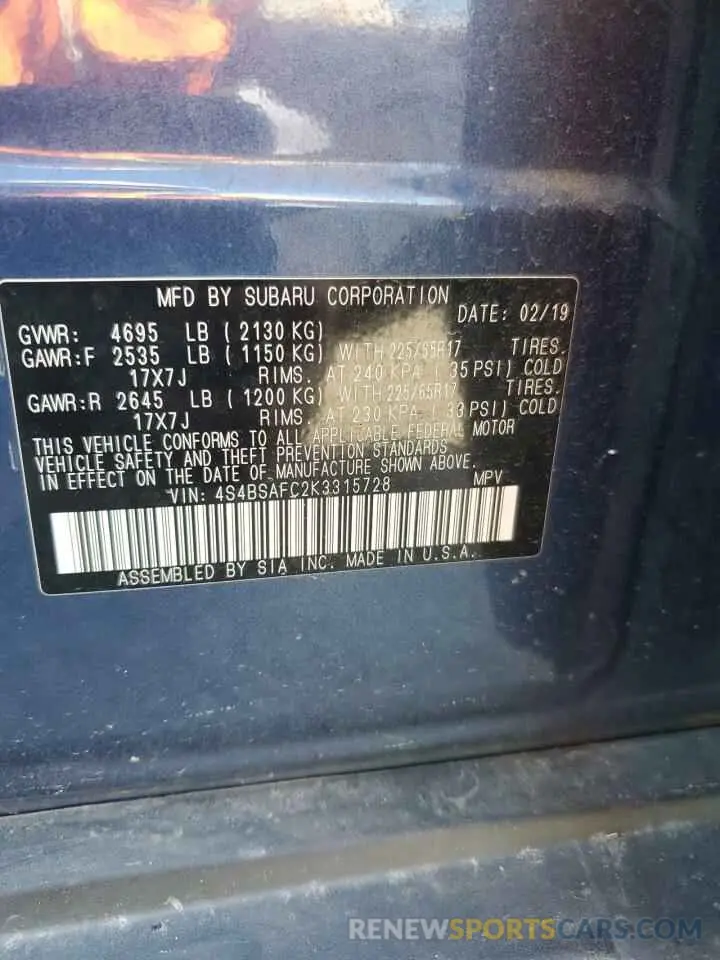 MFD BY SUBARU CORPORATION
DATE: 02/19
GVWR: 4695 LB ( 2130 KG)
GAWR:F 2535 LB ( 1150 KG) WITH 225/65R17 TIRES.
17X7J RIMS. AT 240 KPA ( 35 PSI) COLD
GAWR:R 2645 LB ( 1200 KG) WITH 225/65R17 TIRES.
17X7J RIMS. AT 230 KPA ( 33 PSI) COLD
THIS VEHICLE CONFORMS TO ALL APPLICABLE FEDERAL MOTOR
VEHICLE SAFETY AND THEFT PREVENTION STANDARDS
IN EFFECT ON THE DATE OF MANUFACTURE SHOWN ABOVE.
VIN: 4S4BSAFC2K3315728 MPV
ASSEMBLED BY SIA INC. MADE IN U.S.A.
RENEWSPORTSCARS.COM